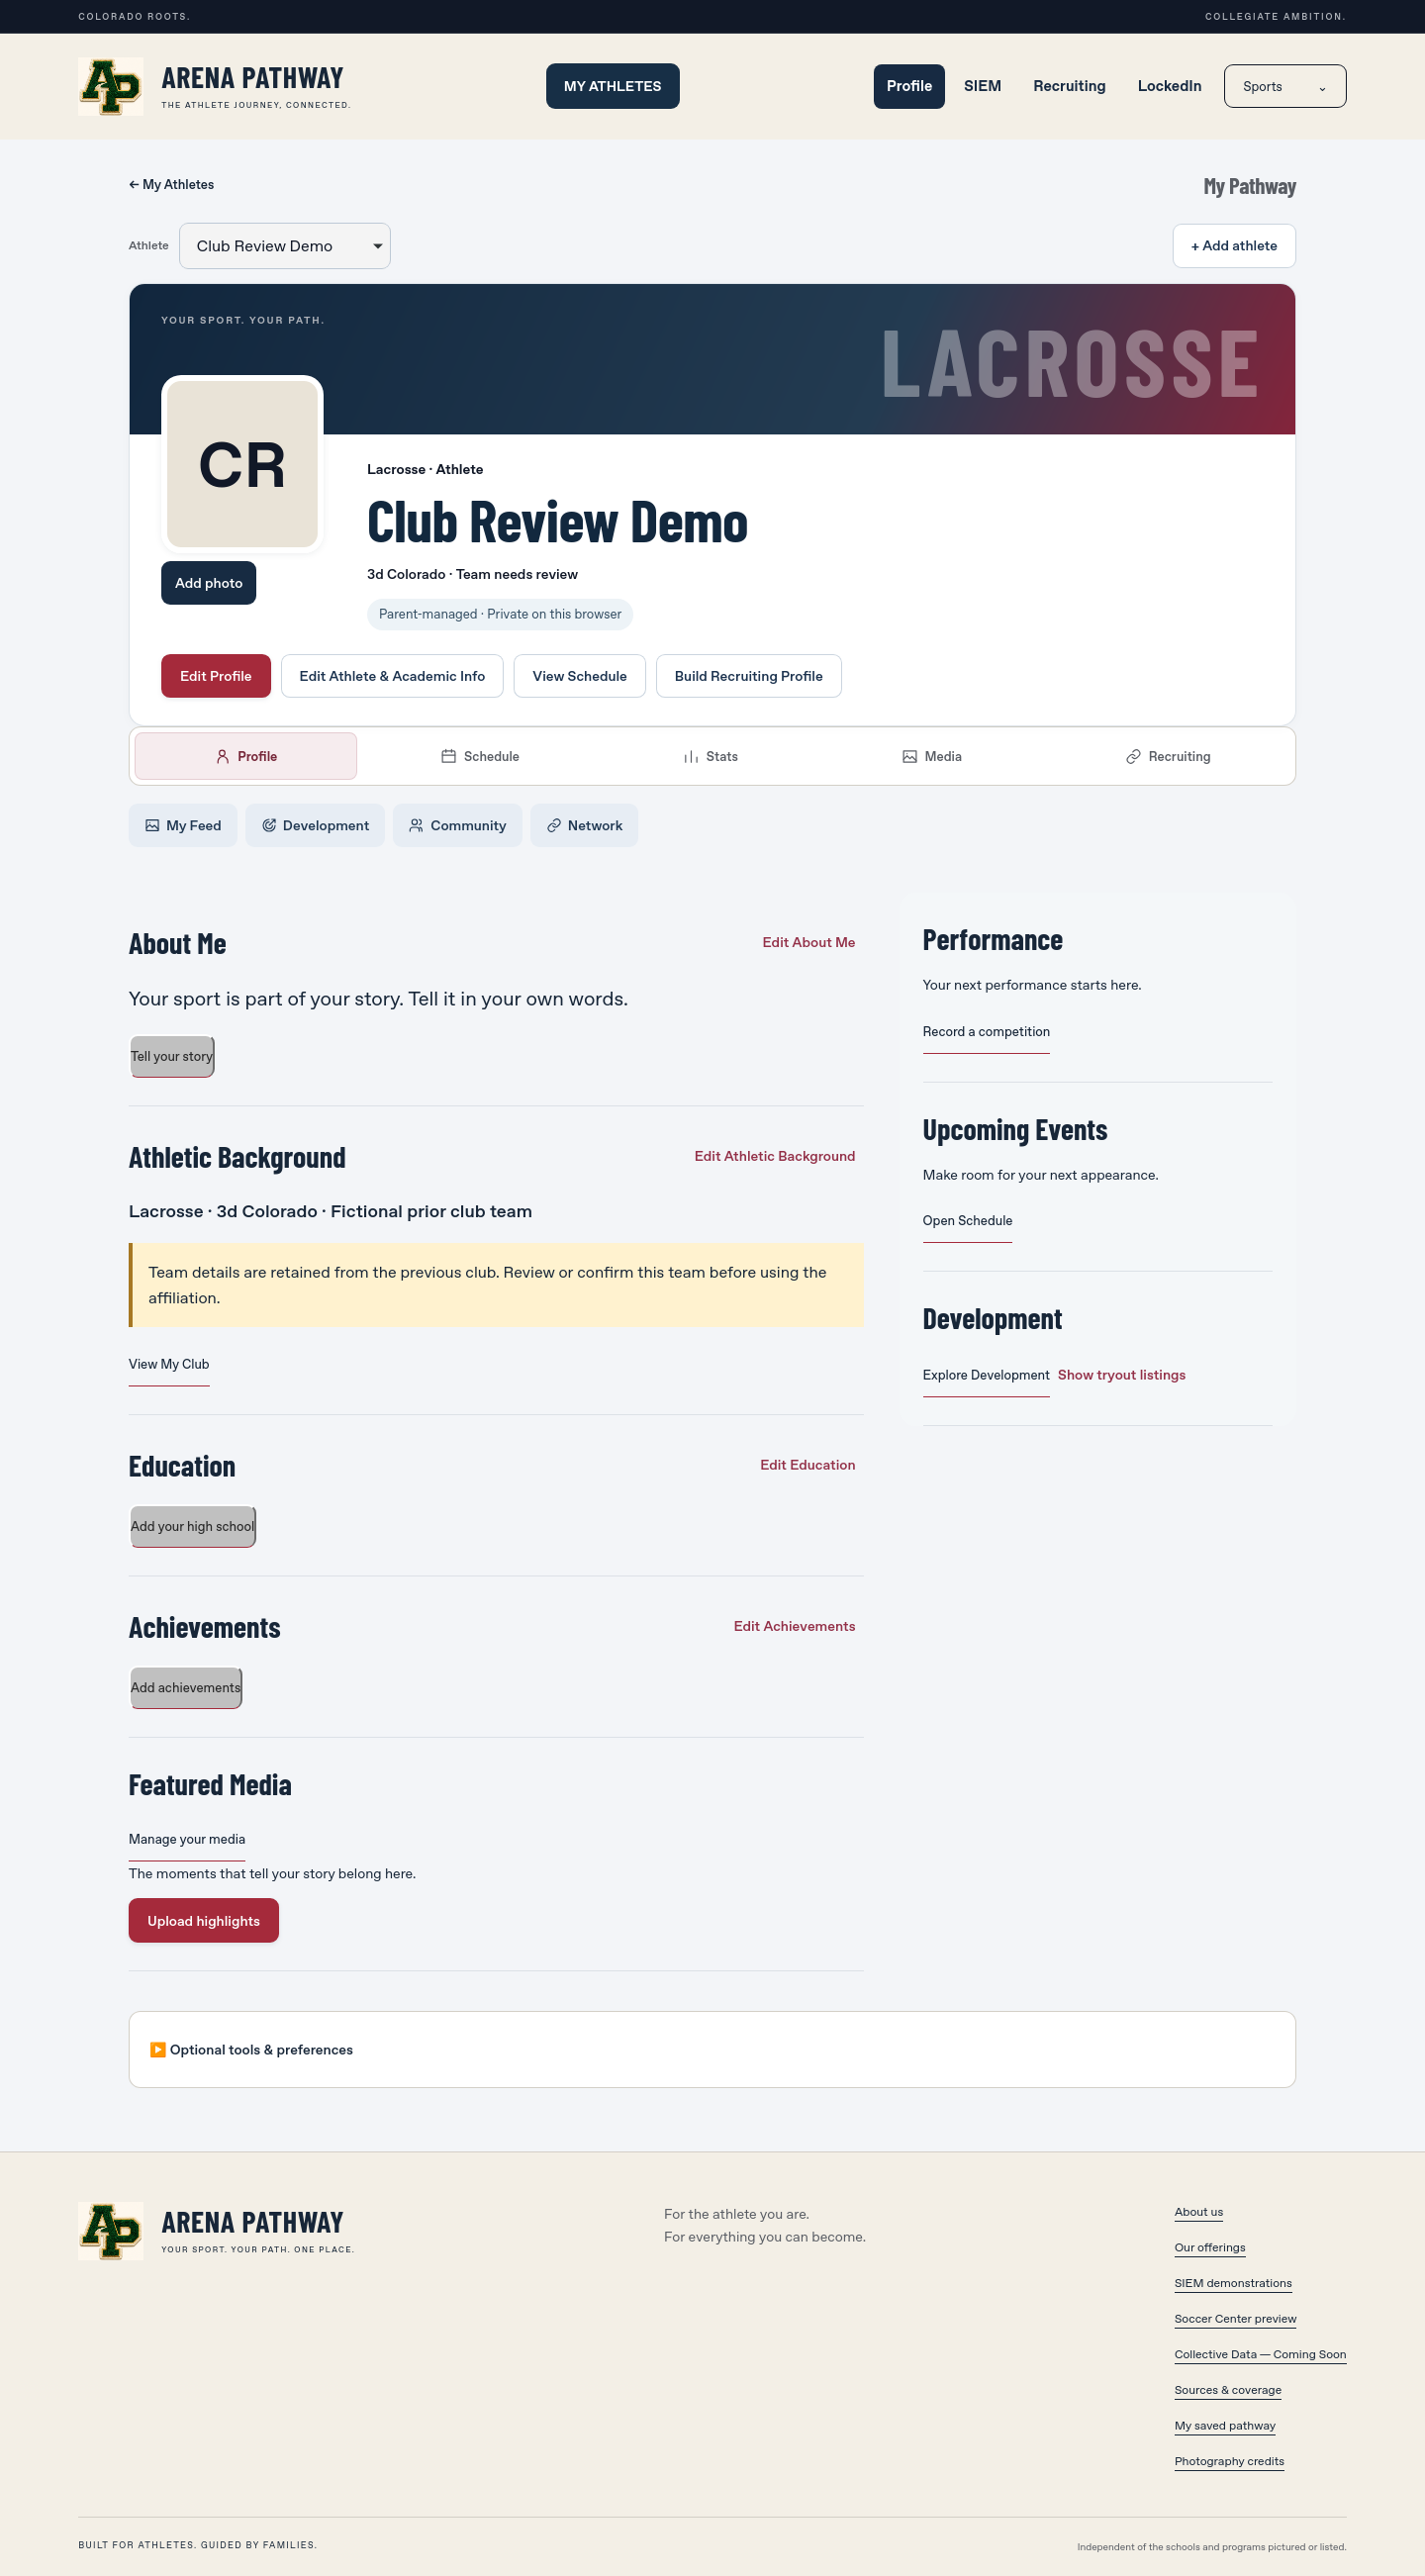 COLORADO ROOTS.
COLLEGIATE AMBITION.
AP
ARENA PATHWAY
THE ATHLETE JOURNEY, CONNECTED.
MY ATHLETES
Profile
SIEM
Recruiting
LockedIn
Sports
← My Athletes
My Pathway
Athlete
Club Review Demo
+ Add athlete
YOUR SPORT. YOUR PATH.
LACROSSE
CR
Lacrosse · Athlete
Club Review Demo
3d Colorado · Team needs review
Add photo
Parent-managed · Private on this browser
Edit Profile
Edit Athlete & Academic Info
View Schedule
Build Recruiting Profile
Profile
Schedule
Stats
Media
Recruiting
My Feed
Development
Community
Network
About Me
Edit About Me
Your sport is part of your story. Tell it in your own words.
Tell your story
Athletic Background
Edit Athletic Background
Lacrosse · 3d Colorado · Fictional prior club team
Team details are retained from the previous club. Review or confirm this team before using the
affiliation.
View My Club
Education
Edit Education
Add your high school
Achievements
Edit Achievements
Add achievements
Featured Media
Manage your media
The moments that tell your story belong here.
Upload highlights
Performance
Your next performance starts here.
Record a competition
Upcoming Events
Make room for your next appearance.
Open Schedule
Development
Explore Development
Show tryout listings
Optional tools & preferences
AP
ARENA PATHWAY
YOUR SPORT. YOUR PATH. ONE PLACE.
For the athlete you are.
For everything you can become.
About us
Our offerings
SIEM demonstrations
Soccer Center preview
Collective Data — Coming Soon
Sources & coverage
My saved pathway
Photography credits
BUILT FOR ATHLETES. GUIDED BY FAMILIES.
Independent of the schools and programs pictured or listed.